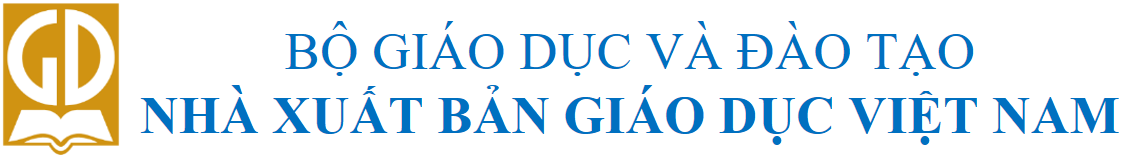 GD
BỘ GIÁO DỤC VÀ ĐÀO TẠO
NHÀ XUẤT BẢN GIÁO DỤC VIỆT NAM